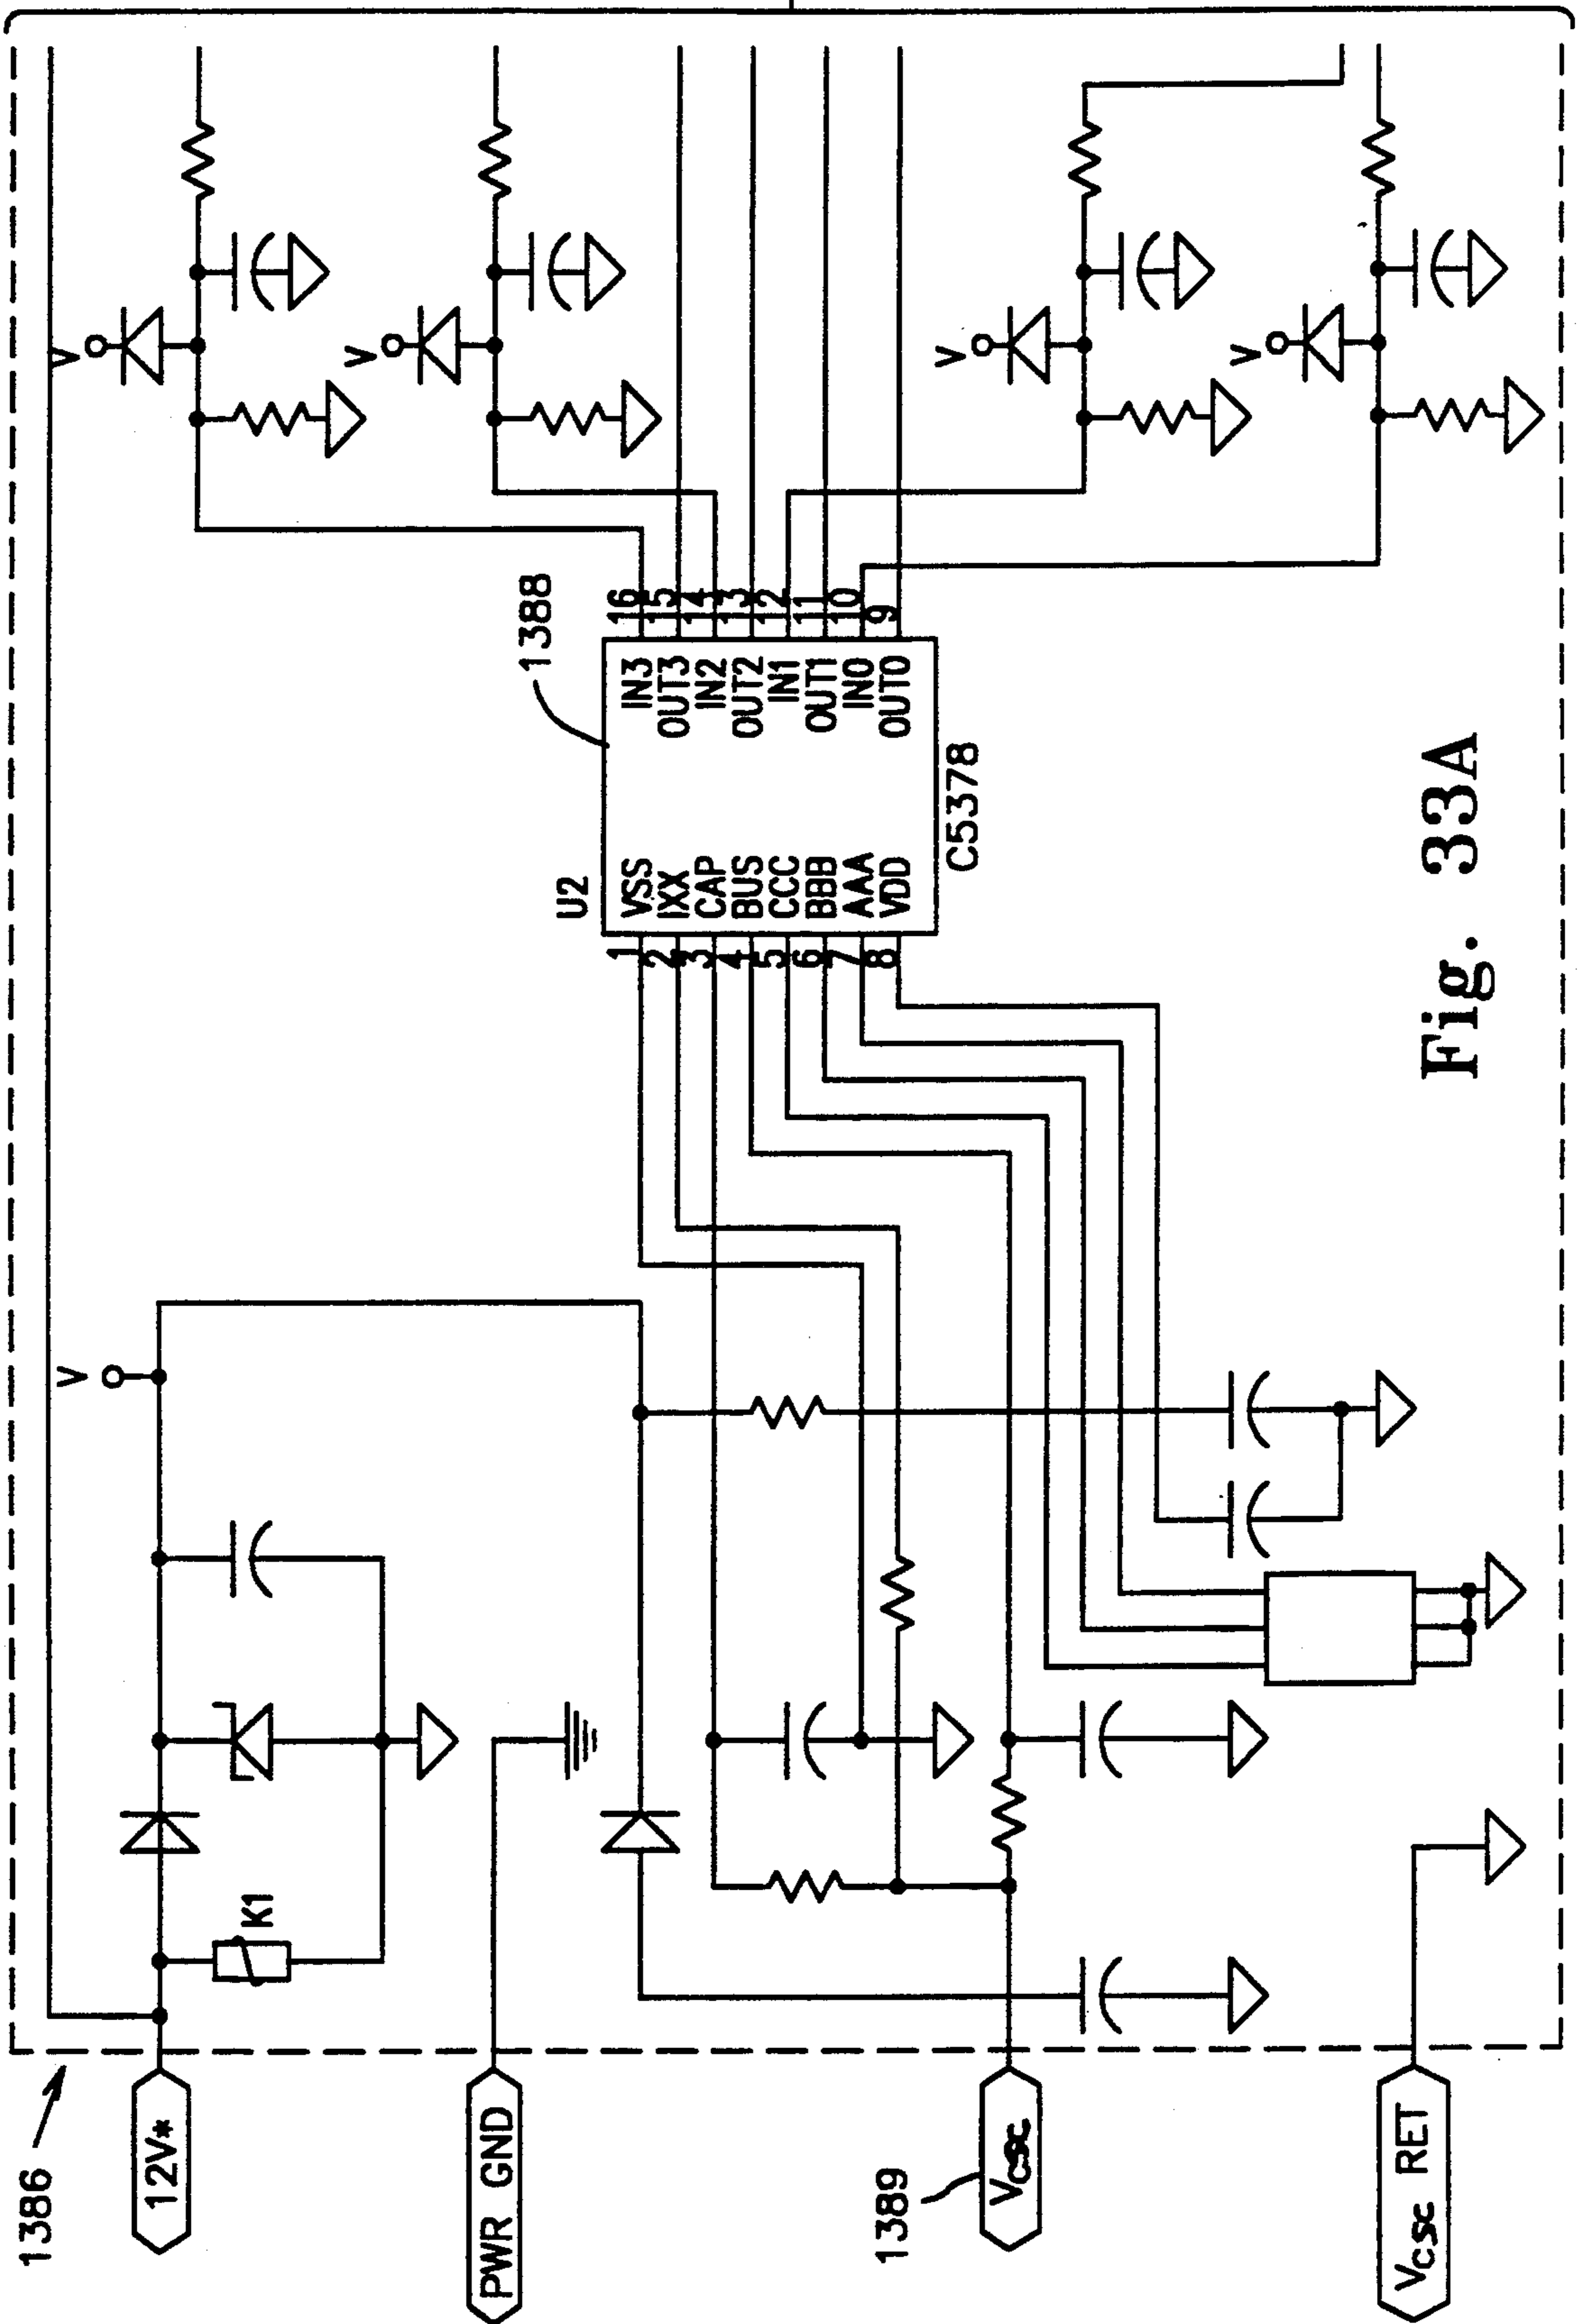 1386
12V*
K1
V
V
V
V
V
PWR GND
1389
Vcsc
Vcsc RET
U2
1388
1 VSS
2 IXX
3 CAP
4 BUS
5 CCC
6 BBB
7 AAA
8 VDD
IN3 16
OUT3 15
IN2 14
OUT2 13
IN1 12
OUT1 11
IN0 10
OUT0 9
C5378
Fig. 33A